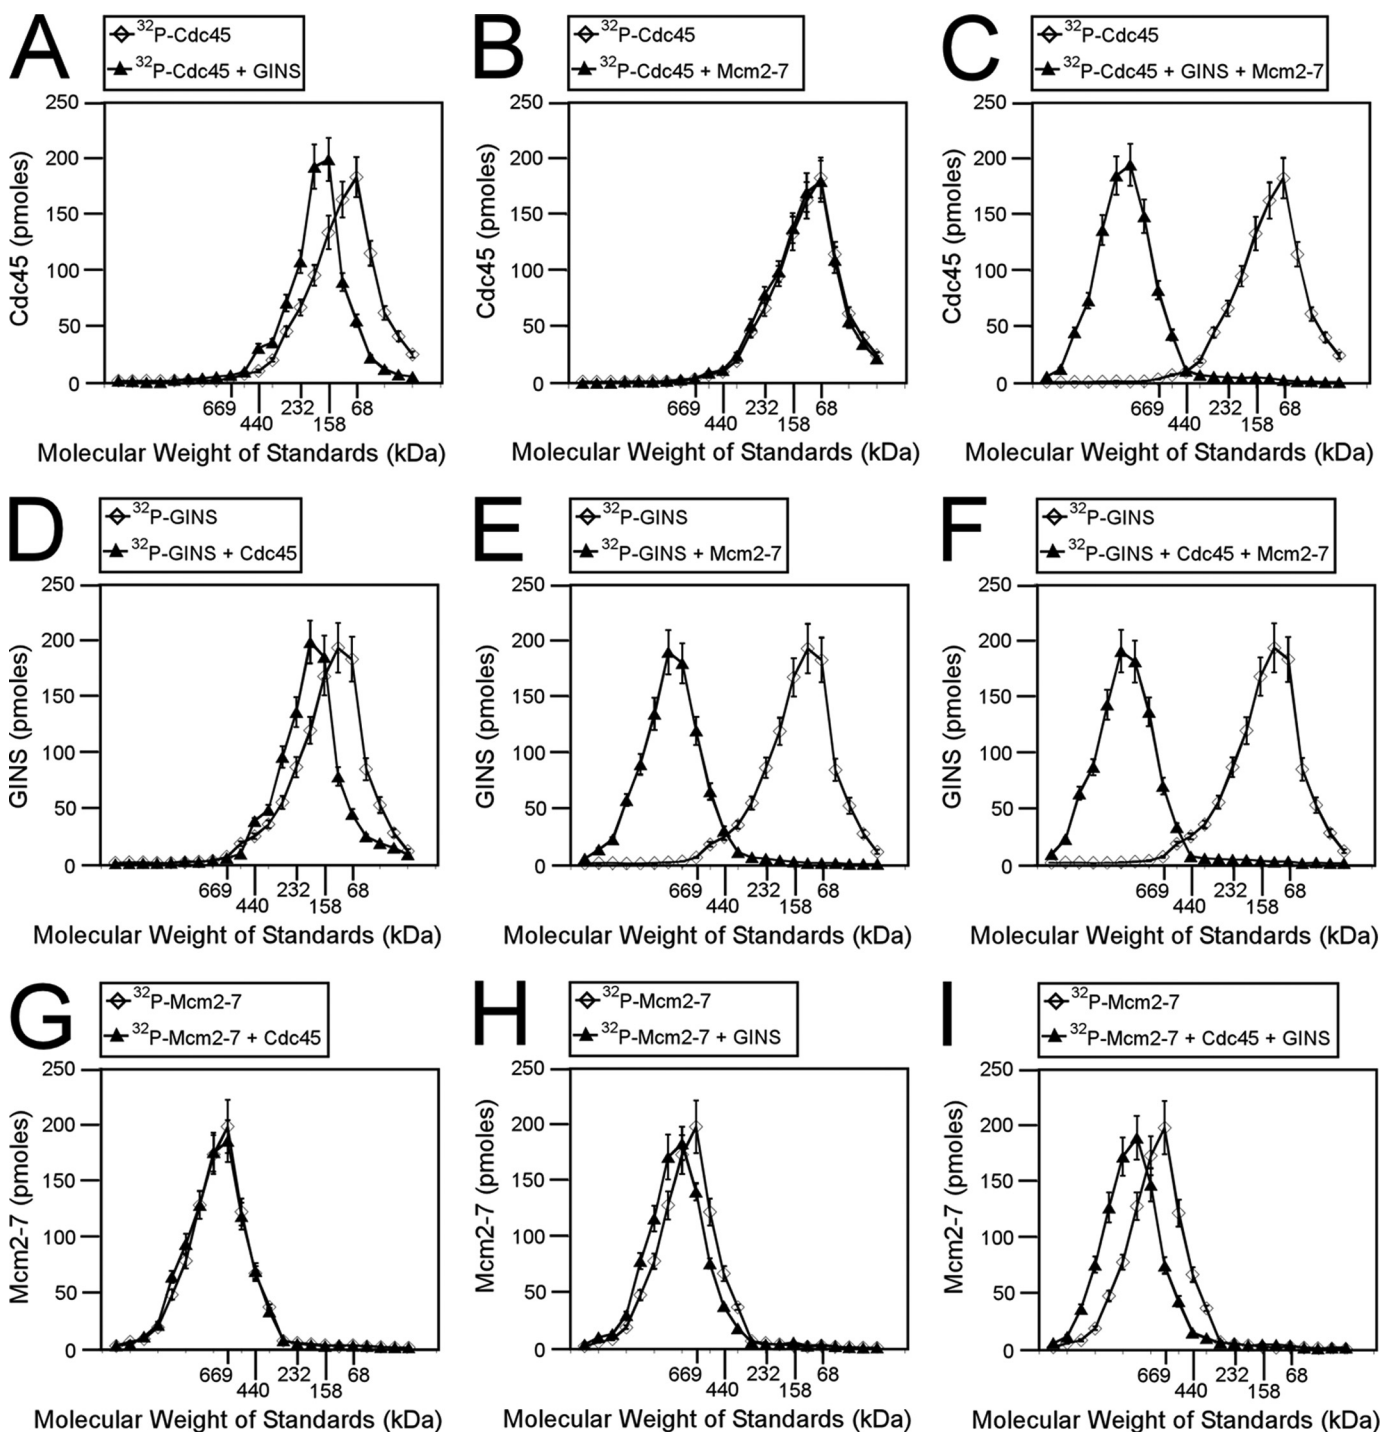 A
³²P-Cdc45
³²P-Cdc45 + GINS
250
200
150
100
50
0
Cdc45 (pmoles)
669
440
232
158
68
Molecular Weight of Standards (kDa)
B
³²P-Cdc45
³²P-Cdc45 + Mcm2-7
250
200
150
100
50
0
Cdc45 (pmoles)
669
440
232
158
68
Molecular Weight of Standards (kDa)
C
³²P-Cdc45
³²P-Cdc45 + GINS + Mcm2-7
250
200
150
100
50
0
Cdc45 (pmoles)
669
440
232
158
68
Molecular Weight of Standards (kDa)
D
³²P-GINS
³²P-GINS + Cdc45
250
200
150
100
50
0
GINS (pmoles)
669
440
232
158
68
Molecular Weight of Standards (kDa)
E
³²P-GINS
³²P-GINS + Mcm2-7
250
200
150
100
50
0
GINS (pmoles)
669
440
232
158
68
Molecular Weight of Standards (kDa)
F
³²P-GINS
³²P-GINS + Cdc45 + Mcm2-7
250
200
150
100
50
0
GINS (pmoles)
669
440
232
158
68
Molecular Weight of Standards (kDa)
G
³²P-Mcm2-7
³²P-Mcm2-7 + Cdc45
250
200
150
100
50
0
Mcm2-7 (pmoles)
669
440
232
158
68
Molecular Weight of Standards (kDa)
H
³²P-Mcm2-7
³²P-Mcm2-7 + GINS
250
200
150
100
50
0
Mcm2-7 (pmoles)
669
440
232
158
68
Molecular Weight of Standards (kDa)
I
³²P-Mcm2-7
³²P-Mcm2-7 + Cdc45 + GINS
250
200
150
100
50
0
Mcm2-7 (pmoles)
669
440
232
158
68
Molecular Weight of Standards (kDa)